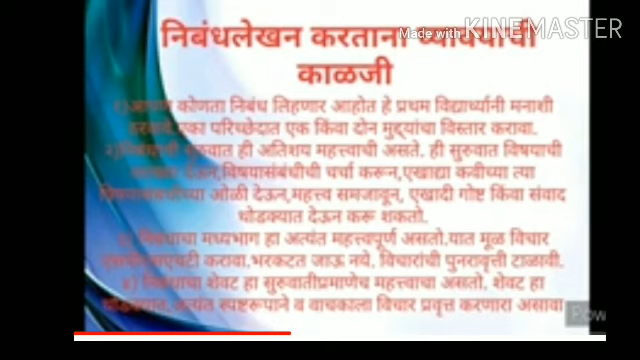 Made with KINEMASTER
निबंधलेखन करताना घ्यावयाची
काळजी
१)आपण कोणता निबंध लिहणार आहोत हे प्रथम विद्यार्थ्यांनी मनाशी
ठरवावे.एका परिच्छेदात एक किंवा दोन मुद्द्यांचा विस्तार करावा.
२)निबंधाची सुरुवात ही अतिशय महत्त्वाची असते. ही सुरुवात विषयाची
देऊन,विषयासंबंधीची चर्चा करून,एखाद्या कवीच्या त्या
विषयासंबंधीच्या ओळी देऊन,महत्त्व समजावून, एखादी गोष्ट किंवा संवाद
थोडक्यात देऊन करू शकतो.
३) निबंधाचा मध्यभाग हा अत्यंत महत्त्वपूर्ण असतो.यात मूळ विचार
करावा.भरकटत जाऊ नये. विचारांची पुनरावृत्ती टाळावी.
४) निबंधाचा शेवट हा सुरुवातीप्रमाणेच महत्त्वाचा असतो. शेवट हा
थोडक्यात,अत्यंत स्पष्टरूपाने व वाचकाला विचार प्रवृत्त करणारा असावा